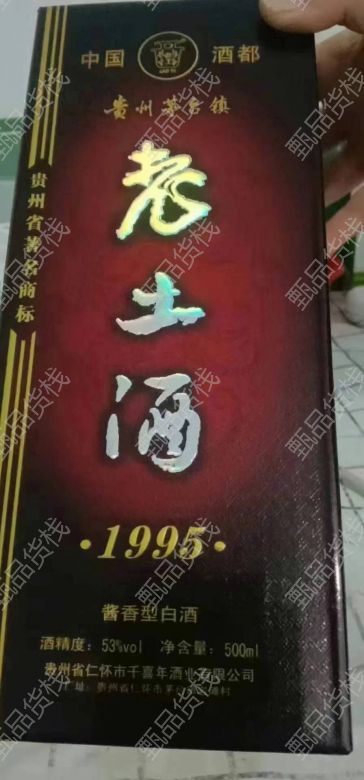 中国 酒都
贵州茅台镇
贵州省著名商标
老土酒
·1995·
酱香型白酒
酒精度：53%vol 净含量：500ml
贵州省仁怀市千喜年酒业有限公司
甄品货栈